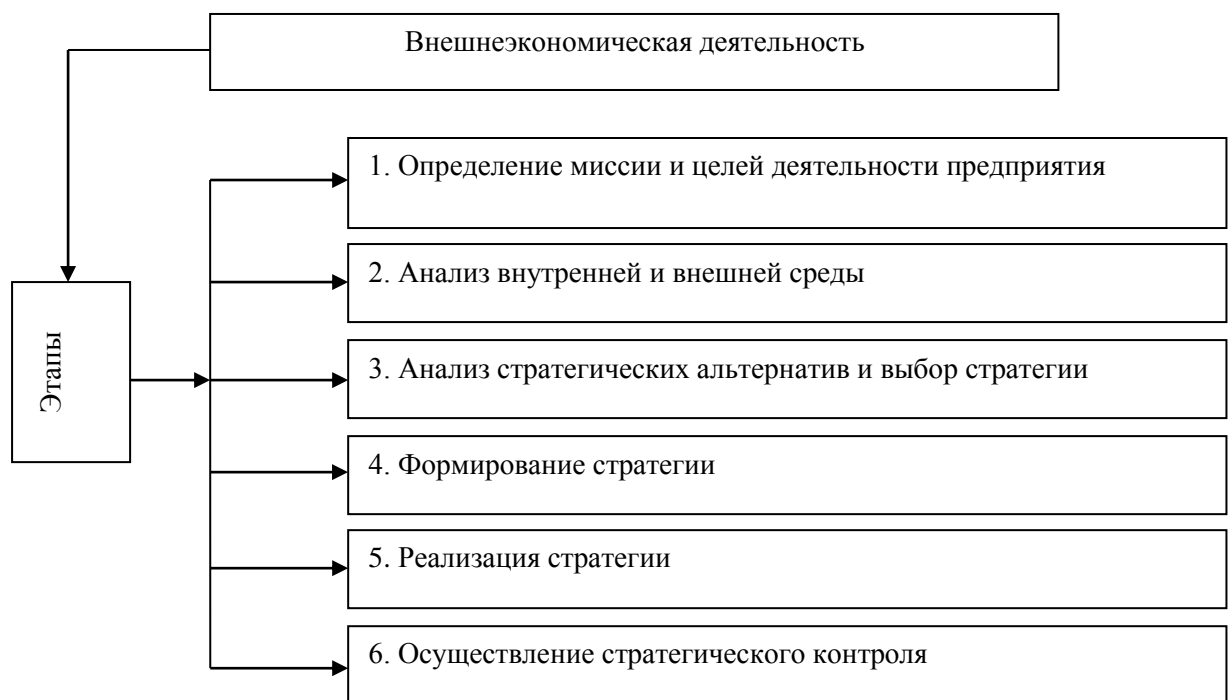 Внешнеэкономическая деятельность
1. Определение миссии и целей деятельности предприятия
2. Анализ внутренней и внешней среды
Этапы
3. Анализ стратегических альтернатив и выбор стратегии
4. Формирование стратегии
5. Реализация стратегии
6. Осуществление стратегического контроля